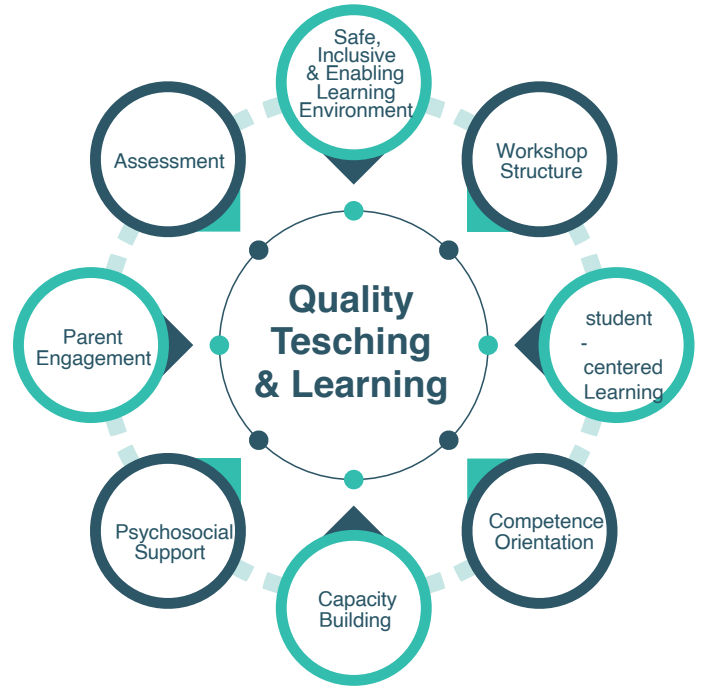 Safe,
Inclusive
& Enabling
Learning
Environment
Workshop
Structure
student
-
centered
Learning
Competence
Orientation
Capacity
Building
Psychosocial
Support
Parent
Engagement
Assessment
Quality
Tesching
& Learning